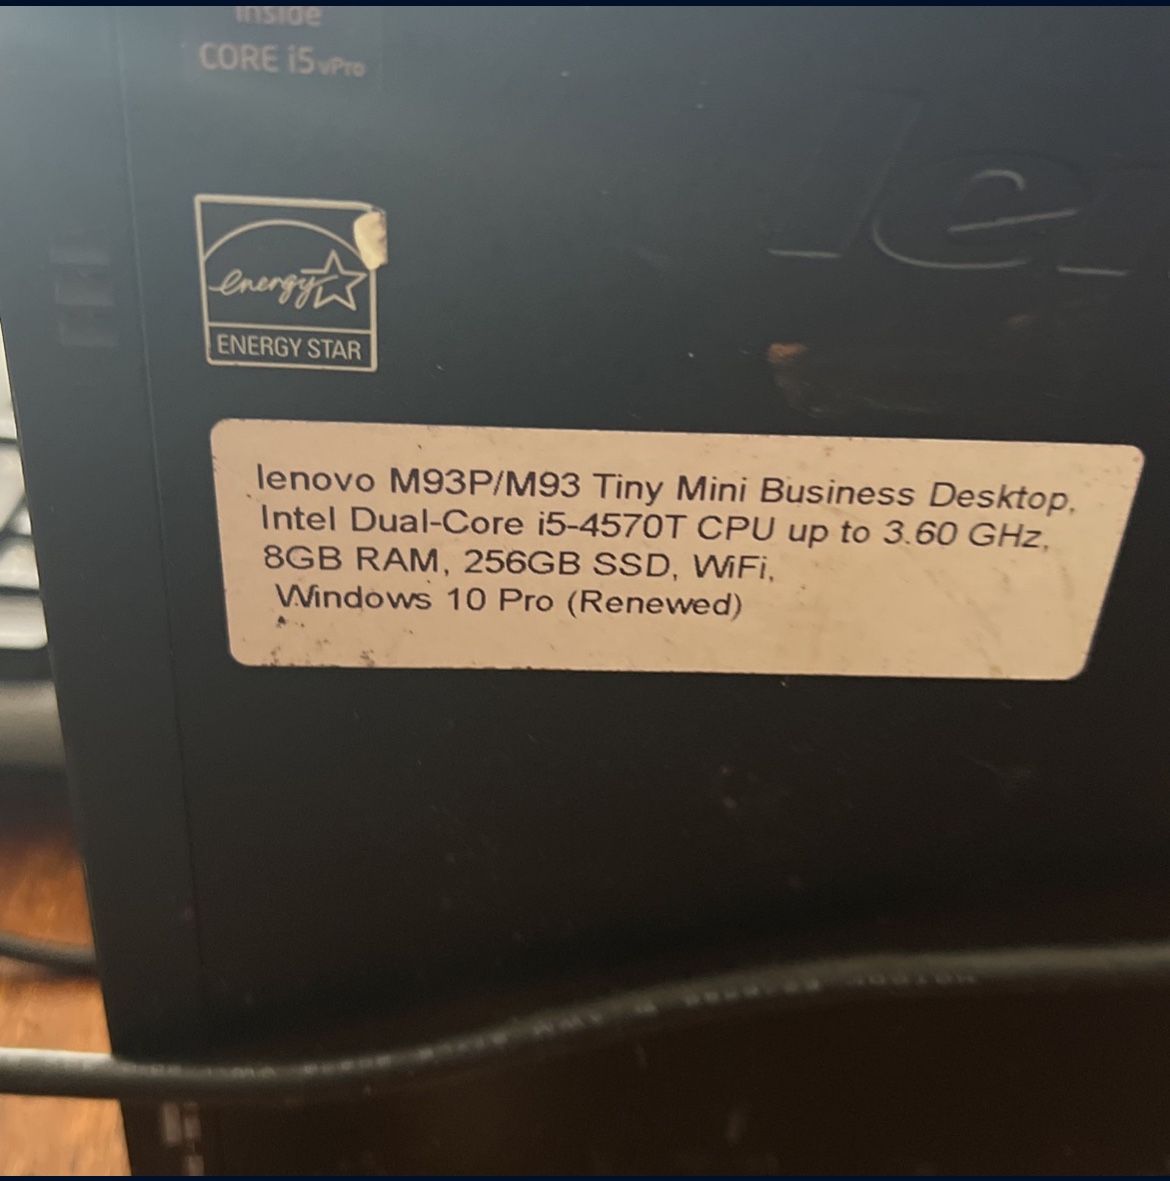 inside
CORE i5 vPro
le
energy
ENERGY STAR
lenovo M93P/M93 Tiny Mini Business Desktop,
Intel Dual-Core i5-4570T CPU up to 3.60 GHz,
8GB RAM, 256GB SSD, WiFi,
Windows 10 Pro (Renewed)